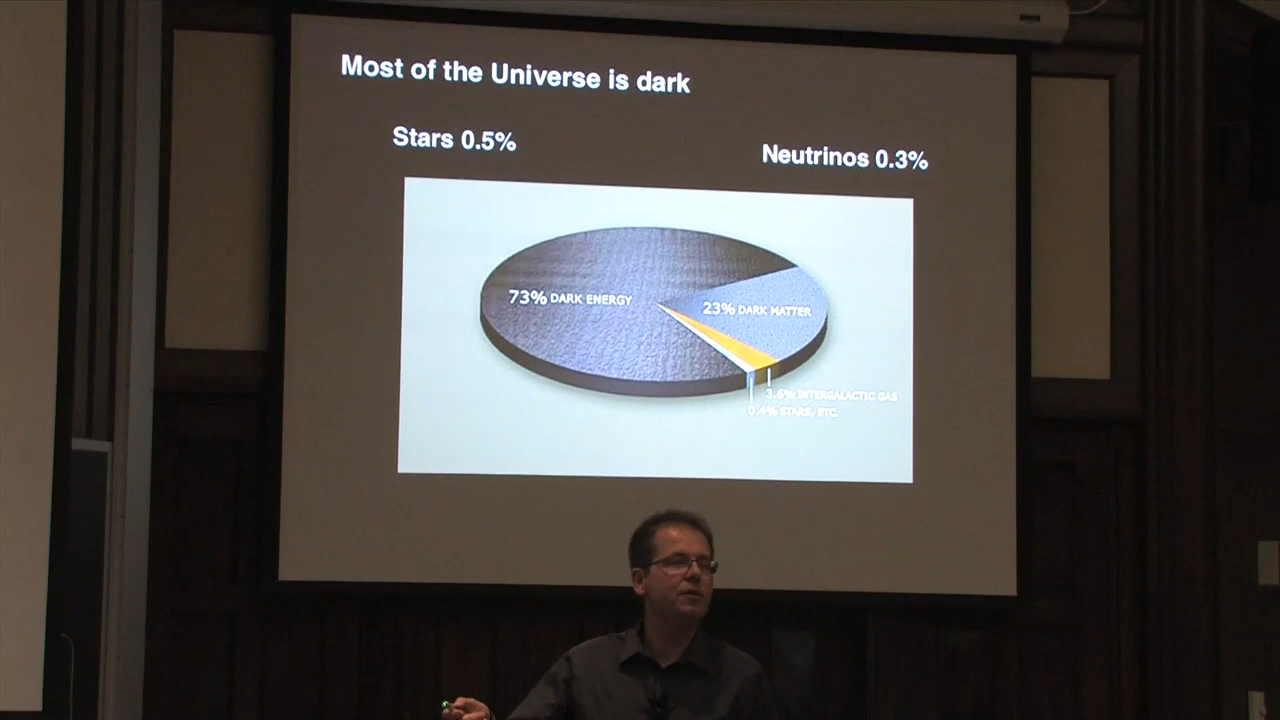 Most of the Universe is dark
Stars 0.5%
Neutrinos 0.3%
73% DARK ENERGY
23% DARK MATTER
3.6% INTERGALACTIC GAS
0.4% STARS, ETC.